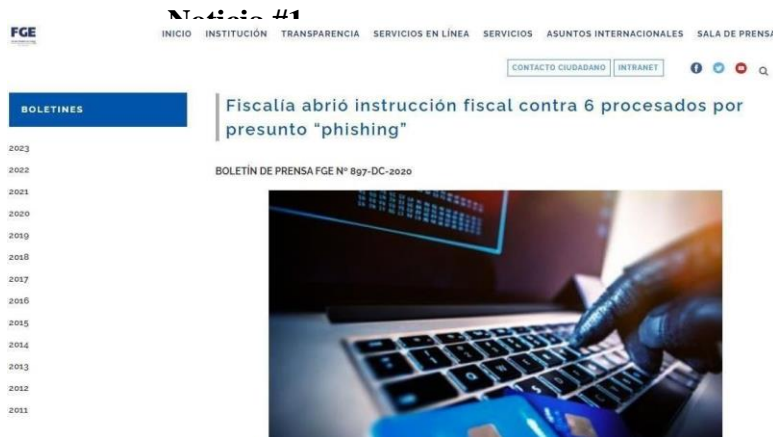 Noticia #1
FGE
INICIO INSTITUCIÓN TRANSPARENCIA SERVICIOS EN LÍNEA SERVICIOS ASUNTOS INTERNACIONALES SALA DE PRENSA
CONTACTO CIUDADANO INTRANET
BOLETINES
2023
2022
2021
2020
2019
2018
2017
2016
2015
2014
2013
2012
2011
Fiscalía abrió instrucción fiscal contra 6 procesados por
presunto “phishing”
BOLETÍN DE PRENSA FGE Nº 897-DC-2020